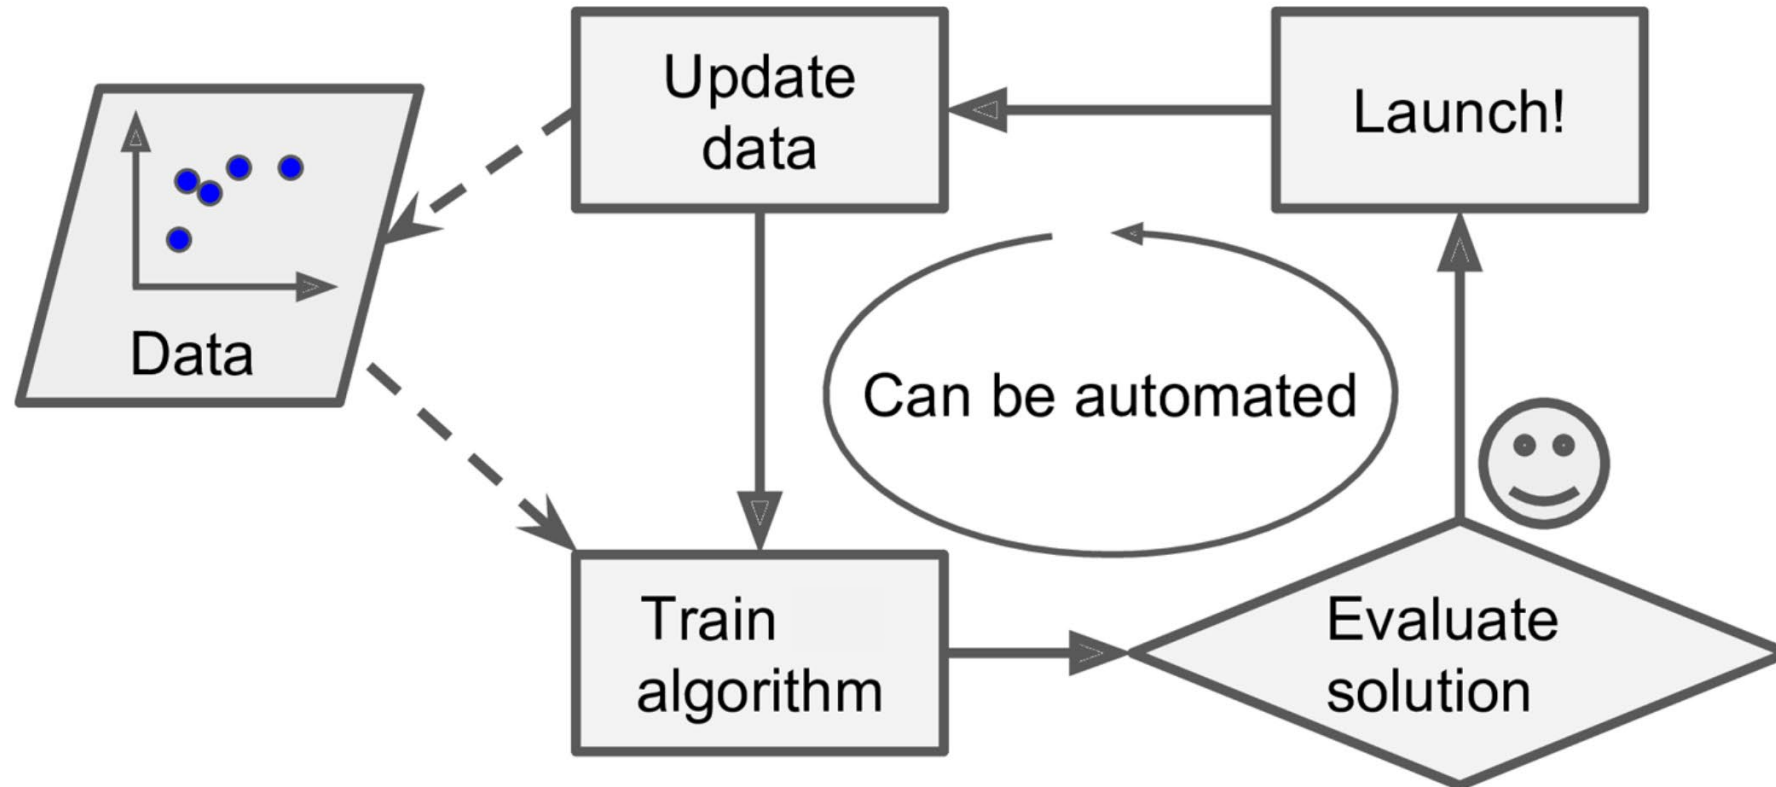 Update
data
Launch!
Data
Can be automated
Train
algorithm
Evaluate
solution